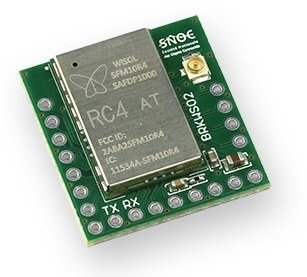 SNOC
WISOL
SFM10R4
SAFDP1000
RC4 AT
FCC ID:
2ABA2SFM10R4
IC:
11534A-SFM10R4
BRKWS02
TX RX